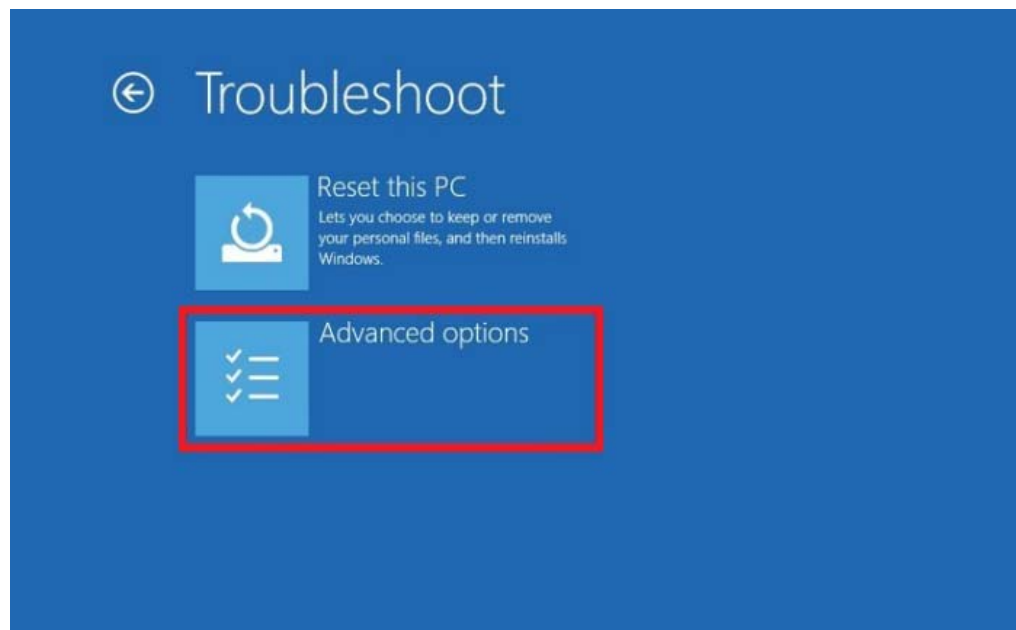 Troubleshoot
Reset this PC
Lets you choose to keep or remove
your personal files, and then reinstalls
Windows.
Advanced options